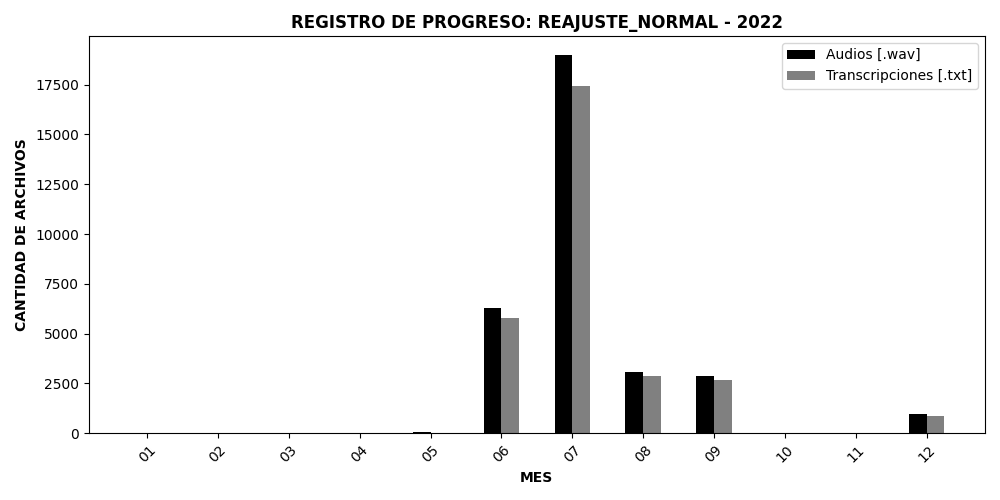 REGISTRO DE PROGRESO: REAJUSTE_NORMAL - 2022
Audios [.wav]
Transcripciones [.txt]
CANTIDAD DE ARCHIVOS
17500
15000
12500
10000
7500
5000
2500
0
01 02 03 04 05 06 07 08 09 10 11 12
MES